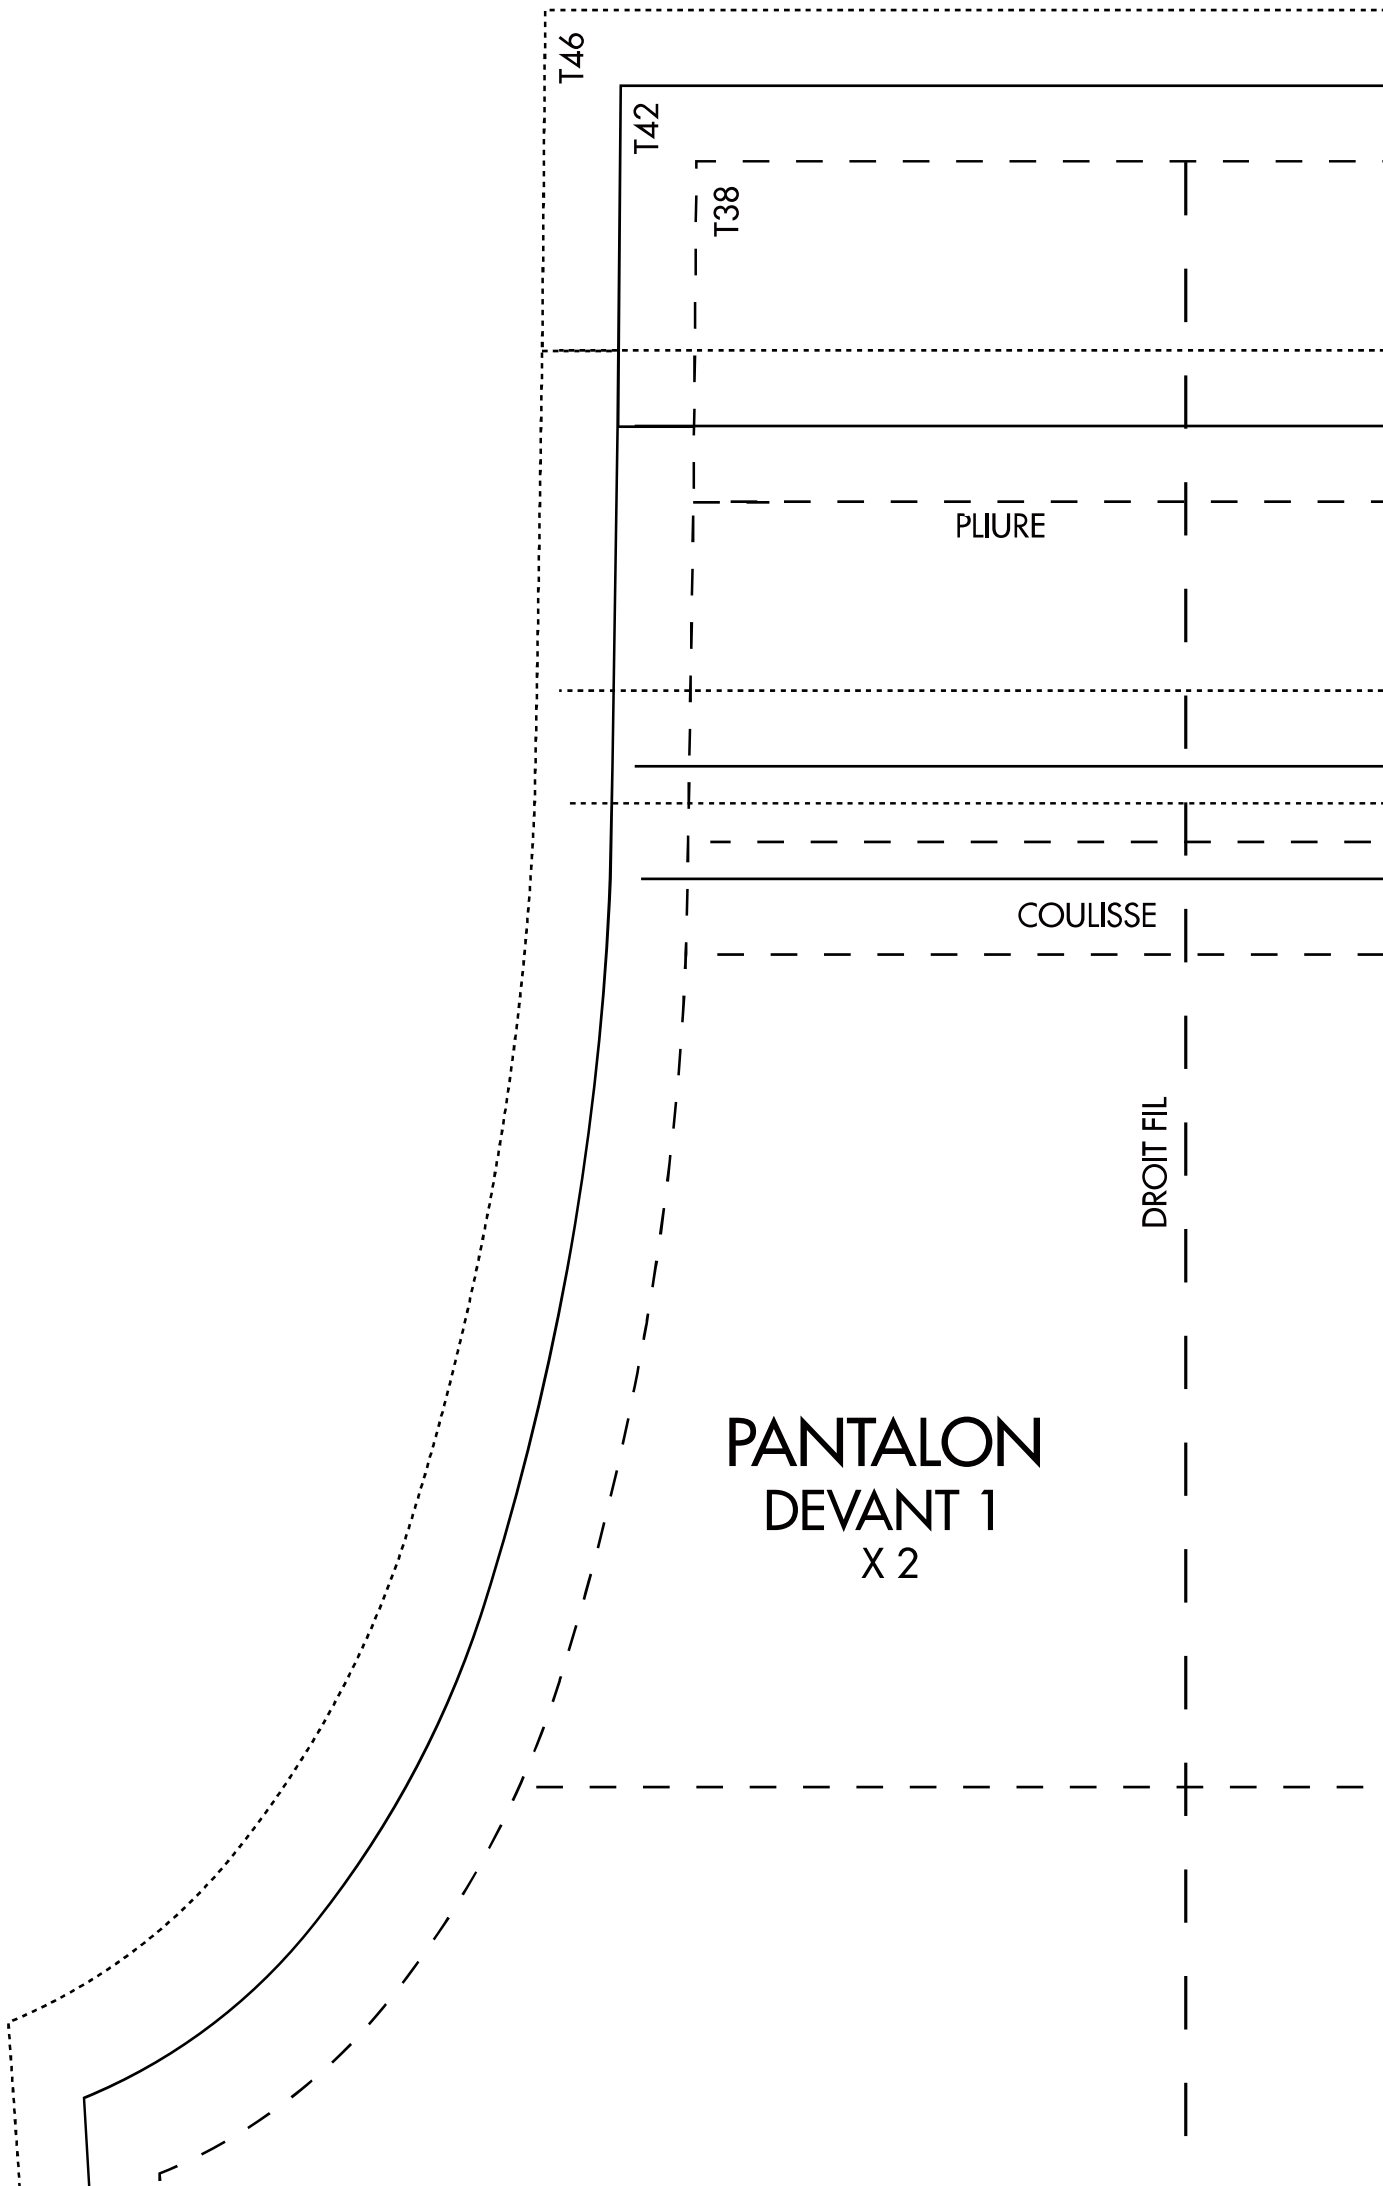 T46
T42
T38
PLIURE
COULISSE
DROIT FIL
PANTALON
DEVANT 1
X 2